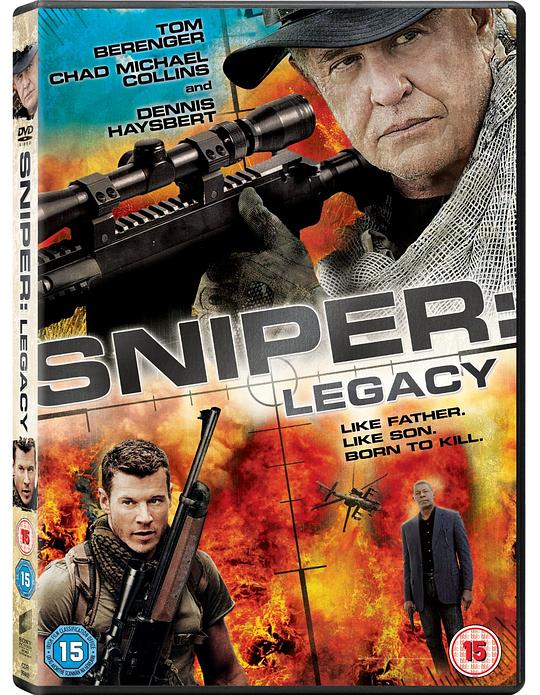 TOM
BERENGER
CHAD MICHAEL
COLLINS
and
DENNIS
HAYSBERT
SNIPER:
LEGACY
LIKE FATHER.
LIKE SON.
BORN TO KILL.
15
15
DVD
VIDEO
SNIPER: LEGACY
15
15